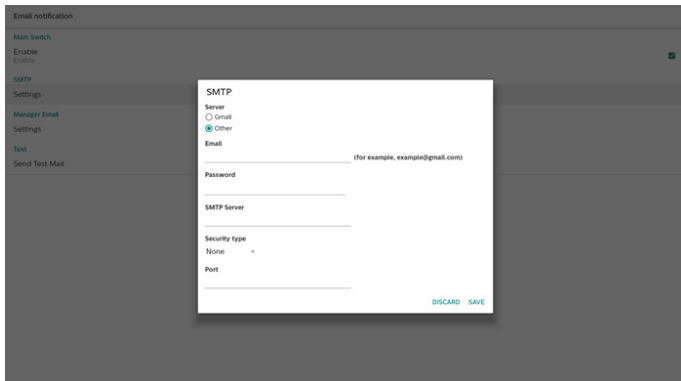 Email notification
Main Switch
Enable
Enable
SMTP
Settings
Manager Email
Settings
Test
Send Test Mail
SMTP
Server
Gmail
Other
Email
(for example, example@gmail.com)
Password
SMTP Server
Security type
None
Port
DISCARD SAVE